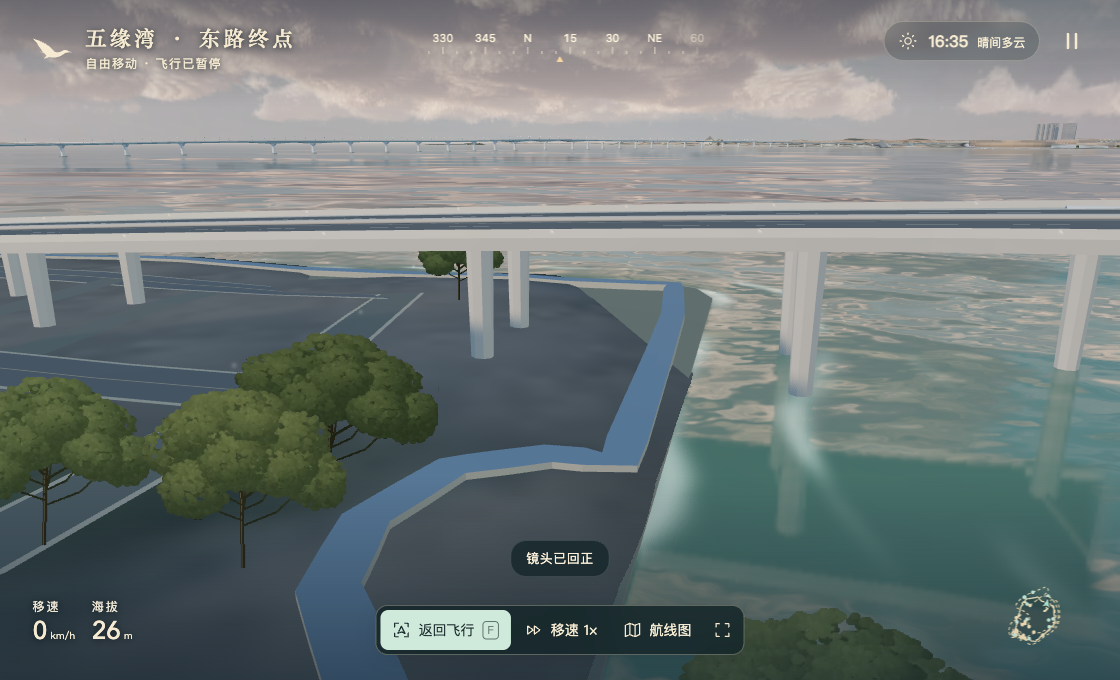 五缘湾 · 东路终点
自由移动 · 飞行已暂停
330 345 N 15 30 NE 60
16:35 晴间多云
镜头已回正
移速 海拔
0 km/h 26 m
返回飞行 F 移速 1× 航线图